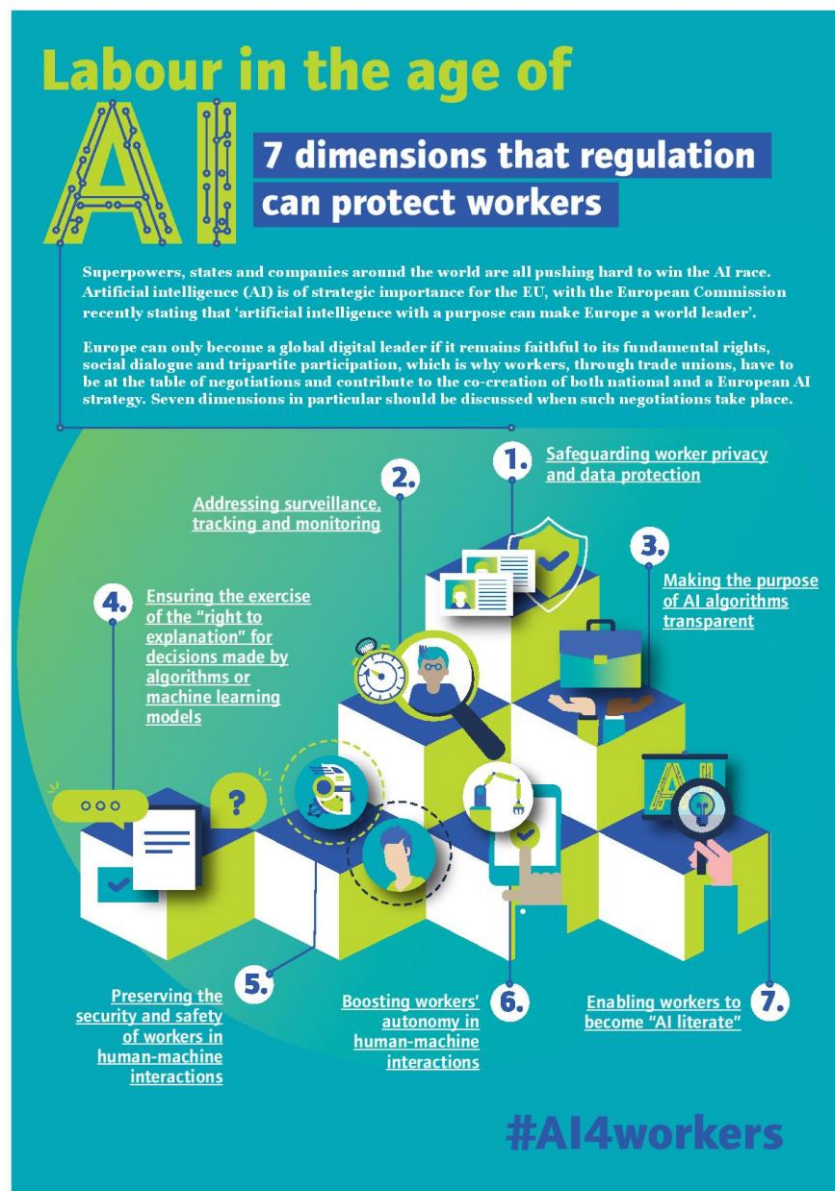 Labour in the age of
AI
7 dimensions that regulation
can protect workers
Superpowers, states and companies around the world are all pushing hard to win the AI race.
Artificial intelligence (AI) is of strategic importance for the EU, with the European Commission
recently stating that ‘artificial intelligence with a purpose can make Europe a world leader’.
Europe can only become a global digital leader if it remains faithful to its fundamental rights,
social dialogue and tripartite participation, which is why workers, through trade unions, have to
be at the table of negotiations and contribute to the co-creation of both national and a European AI
strategy. Seven dimensions in particular should be discussed when such negotiations take place.
1.
Safeguarding worker privacy
and data protection
2.
Addressing surveillance,
tracking and monitoring
3.
Making the purpose
of AI algorithms
transparent
4.
Ensuring the exercise
of the “right to
explanation” for
decisions made by
algorithms or
machine learning
models
?
AI
5.
Preserving the
security and safety
of workers in
human-machine
interactions
6.
Boosting workers’
autonomy in
human-machine
interactions
7.
Enabling workers to
become “AI literate”
#AI4workers